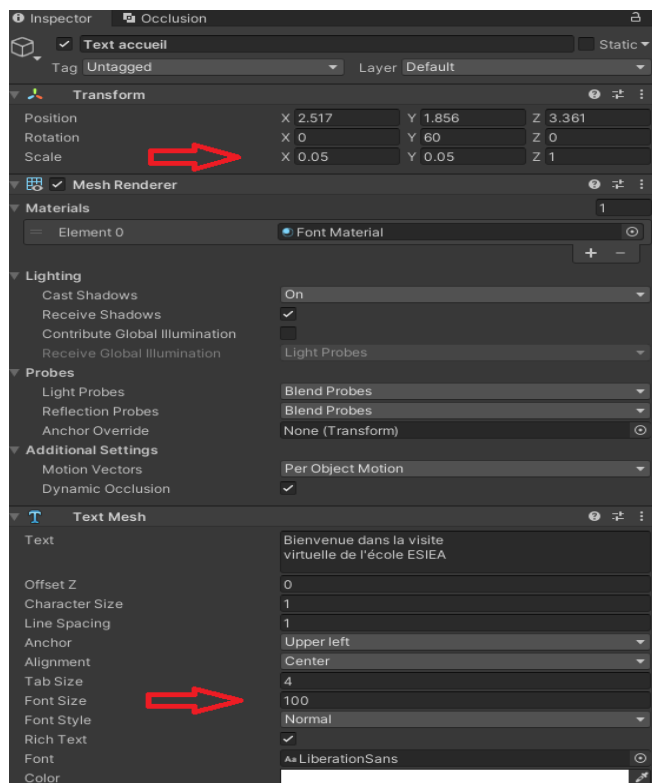 Inspector Occlusion
Text accueil Static
Tag Untagged Layer Default
Transform
Position X 2.517 Y 1.856 Z 3.361
Rotation X 0 Y 60 Z 0
Scale X 0.05 Y 0.05 Z 1
Mesh Renderer
Materials 1
Element 0 Font Material
Lighting
Cast Shadows On
Receive Shadows
Contribute Global Illumination
Receive Global Illumination Light Probes
Probes
Light Probes Blend Probes
Reflection Probes Blend Probes
Anchor Override None (Transform)
Additional Settings
Motion Vectors Per Object Motion
Dynamic Occlusion
Text Mesh
Text Bienvenue dans la visite
virtuelle de l'école ESIEA
Offset Z 0
Character Size 1
Line Spacing 1
Anchor Upper left
Alignment Center
Tab Size 4
Font Size 100
Font Style Normal
Rich Text
Font Aa LiberationSans
Color